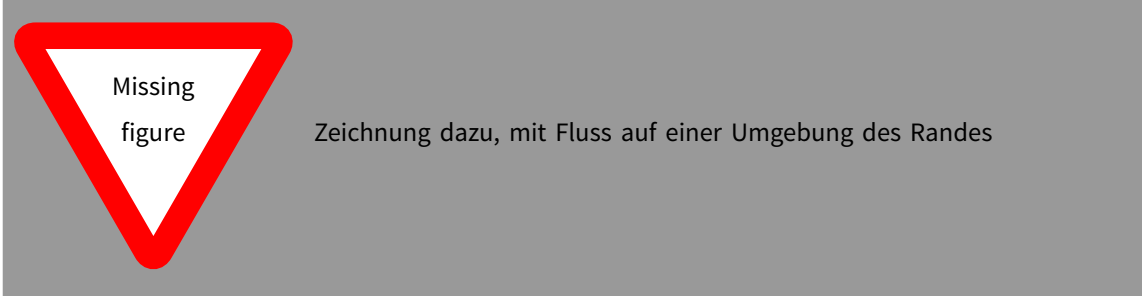 Missing
figure
Zeichnung dazu, mit Fluss auf einer Umgebung des Randes